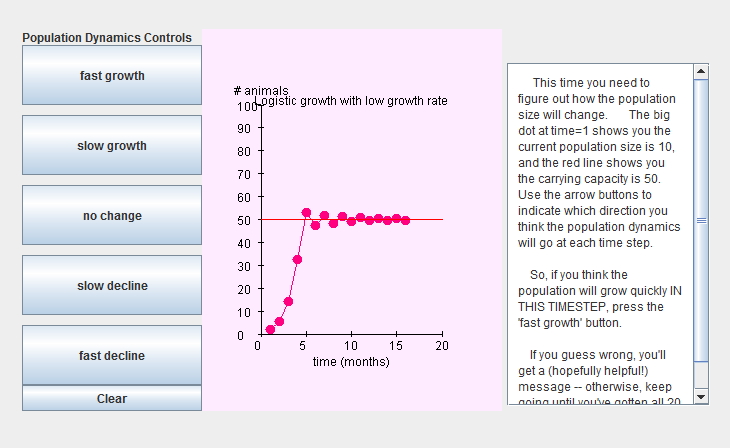 Population Dynamics Controls
fast growth
slow growth
no change
slow decline
fast decline
Clear
# animals
Logistic growth with low growth rate
100
90
80
70
60
50
40
30
20
10
0
0 5 10 15 20
time (months)
This time you need to
figure out how the population
size will change. The big
dot at time=1 shows you the
current population size is 10,
and the red line shows you
the carrying capacity is 50.
Use the arrow buttons to
indicate which direction you
think the population dynamics
will go at each time step.
So, if you think the
population will grow quickly IN
THIS TIMESTEP, press the
'fast growth' button.
If you guess wrong, you'll
get a (hopefully helpful!)
message -- otherwise, keep
going until you've gotten all 20